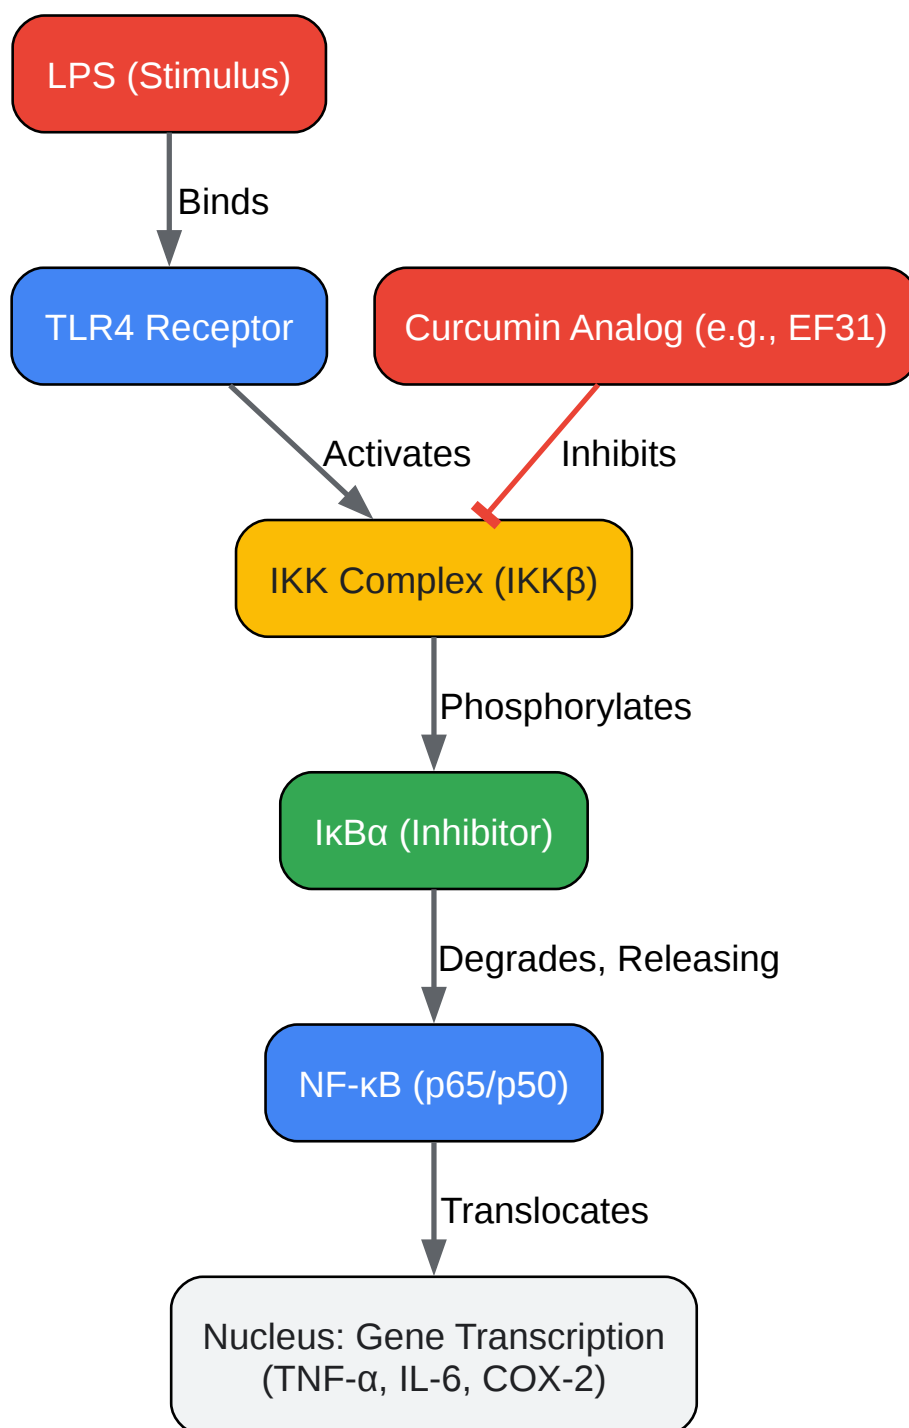 LPS (Stimulus)
Binds
TLR4 Receptor
Curcumin Analog (e.g., EF31)
Activates
Inhibits
IKK Complex (IKKβ)
Phosphorylates
IκBα (Inhibitor)
Degrades, Releasing
NF-κB (p65/p50)
Translocates
Nucleus: Gene Transcription
(TNF-α, IL-6, COX-2)